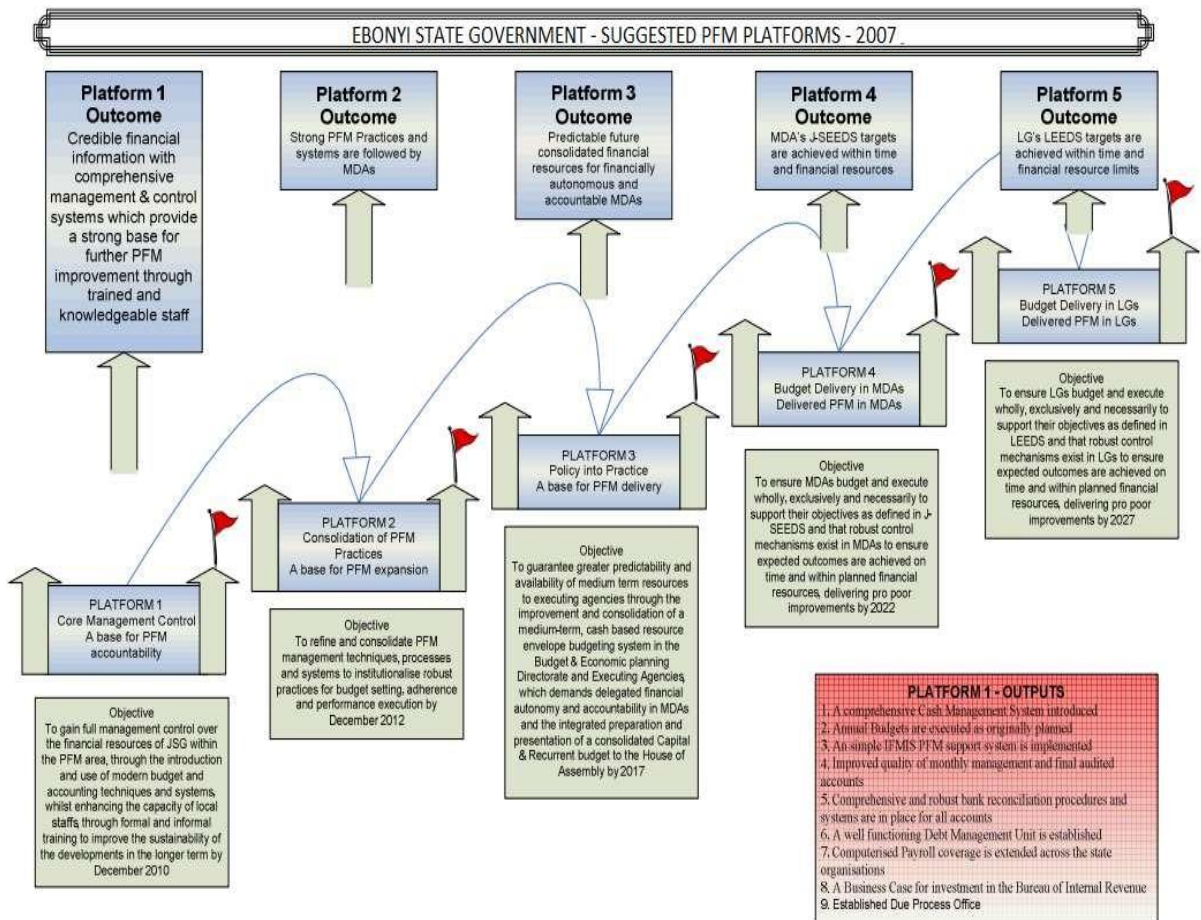 EBONYI STATE GOVERNMENT - SUGGESTED PFM PLATFORMS - 2007
Platform 1
Outcome
Credible financial
information with
comprehensive
management & control
systems which provide
a strong base for
further PFM
improvement through
trained and
knowledgeable staff
Platform 2
Outcome
Strong PFM Practices and
systems are followed by
MDAs
Platform 3
Outcome
Predictable future
consolidated financial
resources for financially
autonomous and
accountable MDAs
Platform 4
Outcome
MDA's J-SEEDS targets
are achieved within time
and financial resources
Platform 5
Outcome
LG's LEEDS targets are
achieved within time and
financial resource limits
PLATFORM 1
Core Management Control
A base for PFM
accountability
Objective
To gain full management control over
the financial resources of JSG within
the PFM area, through the introduction
and use of modern budget and
accounting techniques and systems,
whilst enhancing the capacity of local
staffs, through formal and informal
training to improve the sustainability of
the developments in the longer term by
December 2010
PLATFORM 2
Consolidation of PFM
Practices
A base for PFM expansion
Objective
To refine and consolidate PFM
management techniques, processes
and systems to institutionalise robust
practices for budget setting, adherence
and performance execution by
December 2012
PLATFORM 3
Policy into Practice
A base for PFM delivery
Objective
To guarantee greater predictability and
availability of medium term resources
to executing agencies through the
improvement and consolidation of a
medium-term, cash based resource
envelope budgeting system in the
Budget & Economic planning
Directorate and Executing Agencies,
which demands delegated financial
autonomy and accountability in MDAs
and the integrated preparation and
presentation of a consolidated Capital
& Recurrent budget to the House of
Assembly by 2017
PLATFORM 4
Budget Delivery in MDAs
Delivered PFM in MDAs
Objective
To ensure MDAs budget and execute
wholly, exclusively and necessarily to
support their objectives as defined in J-
SEEDS and that robust control
mechanisms exist in MDAs to ensure
expected outcomes are achieved on
time and within planned financial
resources, delivering pro poor
improvements by 2022
PLATFORM 5
Budget Delivery in LGs
Delivered PFM in LGs
Objective
To ensure LGs budget and execute
wholly, exclusively and necessarily to
support their objectives as defined in
LEEDS and that robust control
mechanisms exist in LGs to ensure
expected outcomes are achieved on
time and within planned financial
resources, delivering pro poor
improvements by 2027
PLATFORM 1 - OUTPUTS
1. A comprehensive Cash Management System introduced
2. Annual Budgets are executed as originally planned
3. An simple IFMIS PFM support system is implemented
4. Improved quality of monthly management and final audited
accounts
5. Comprehensive and robust bank reconciliation procedures and
systems are in place for all accounts
6. A well functioning Debt Management Unit is established
7. Computerised Payroll coverage is extended across the state
organisations
8. A Business Case for investment in the Bureau of Internal Revenue
9. Established Due Process Office